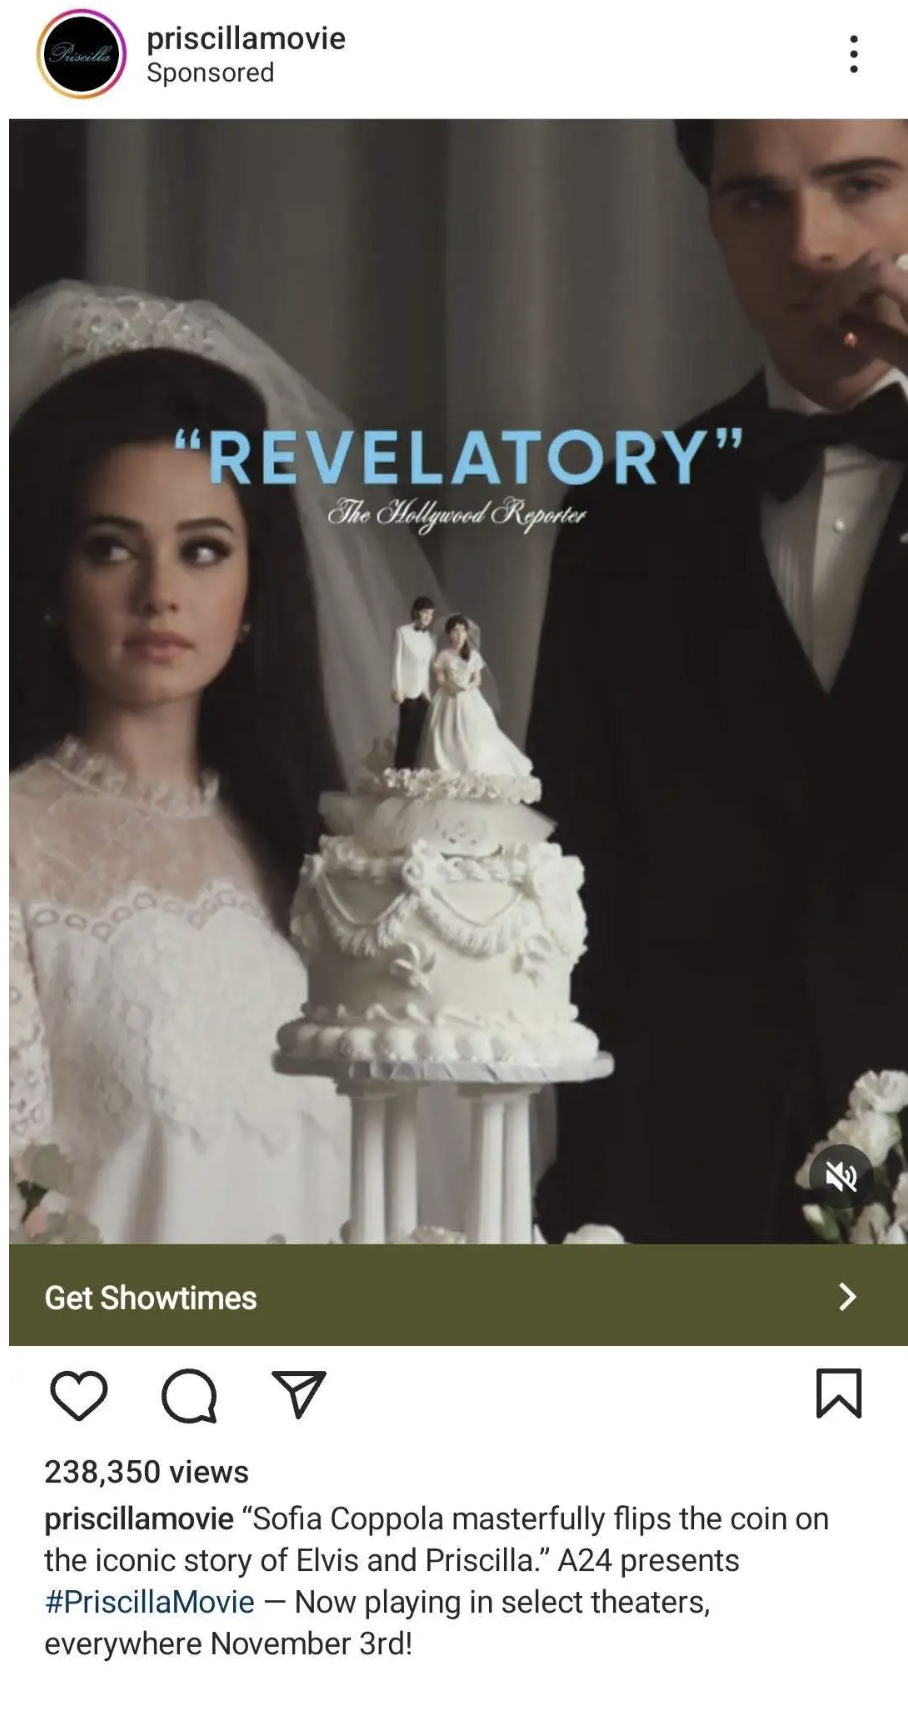 Priscilla
priscillamovie
Sponsored
“REVELATORY”
The Hollywood Reporter
Get Showtimes
238,350 views
priscillamovie “Sofia Coppola masterfully flips the coin on
the iconic story of Elvis and Priscilla.” A24 presents
#PriscillaMovie — Now playing in select theaters,
everywhere November 3rd!